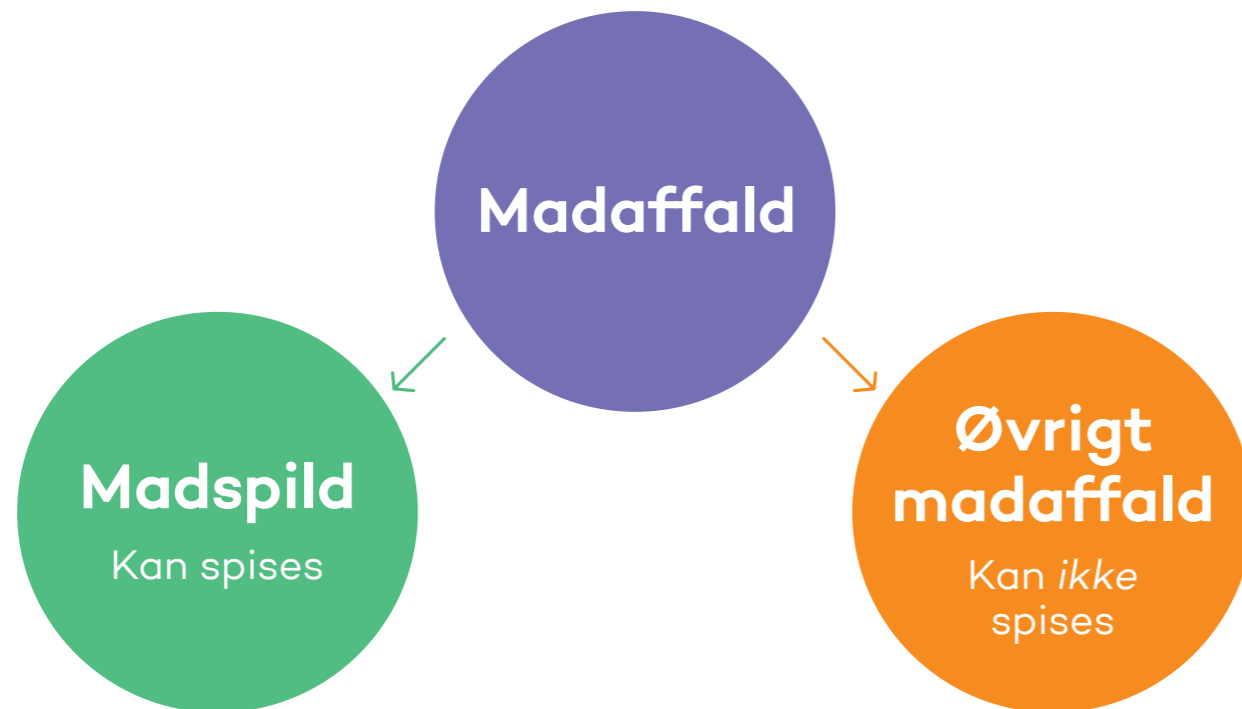 Madaffald
Madspild
Kan spises
Øvrigt
madaffald
Kan ikke
spises